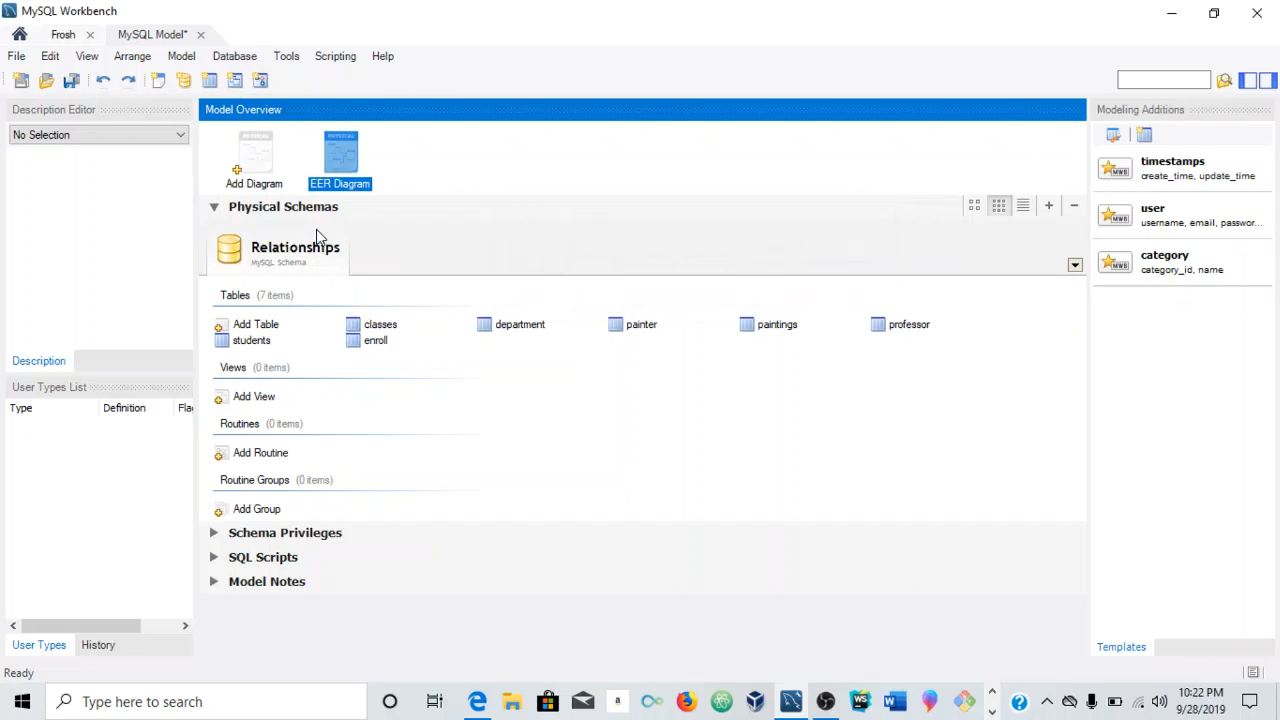 MySQL Workbench
Frosh
MySQL Model*
File Edit View Arrange Model Database Tools Scripting Help
Description Editor
No Selection
Description
User Types List
Type Definition Flag
User Types History
Ready
Model Overview
Add Diagram
EER Diagram
Physical Schemas
Relationships
MySQL Schema
Tables (7 items)
Add Table classes department painter paintings professor
students enroll
Views (0 items)
Add View
Routines (0 items)
Add Routine
Routine Groups (0 items)
Add Group
Schema Privileges
SQL Scripts
Model Notes
Modeling Additions
timestamps
create_time, update_time
user
username, email, passwor...
category
category_id, name
Templates
Type here to search
10:22 PM
9/28/2019